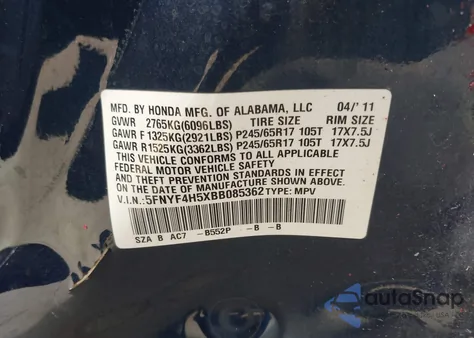 MFD. BY HONDA MFG. OF ALABAMA, LLC 04/'11
GVWR 2765KG(6096LBS) TIRE SIZE RIM SIZE
GAWR F 1325KG(2921LBS) P245/65R17 105T 17X7.5J
GAWR R 1525KG(3362LBS) P245/65R17 105T 17X7.5J
THIS VEHICLE CONFORMS TO ALL APPLICABLE
FEDERAL MOTOR VEHICLE SAFETY
AND THEFT PREVENTION STANDARDS IN EFFECT
ON THE DATE OF MANUFACTURE SHOWN ABOVE.
V.I.N.:5FNYF4H5XBB085362 TYPE: MPV
SZA B AC7 -B552P -B -B
autoSnap